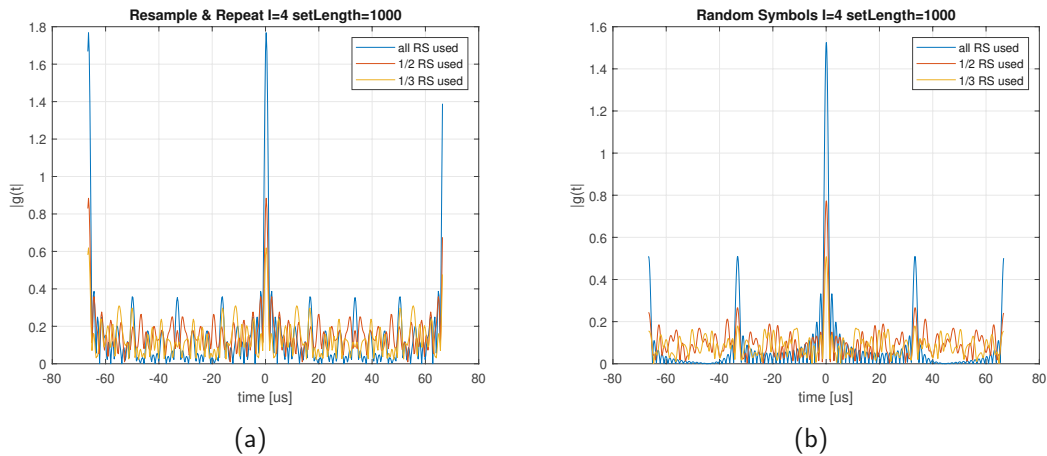 Resample & Repeat I=4 setLength=1000
all RS used
1/2 RS used
1/3 RS used
1.8
1.6
1.4
1.2
1
0.8
0.6
0.4
0.2
0
|g(t|
-80 -60 -40 -20 0 20 40 60 80
time [us]
(a)
Random Symbols I=4 setLength=1000
all RS used
1/2 RS used
1/3 RS used
1.6
1.4
1.2
1
0.8
0.6
0.4
0.2
0
|g(t|
-80 -60 -40 -20 0 20 40 60 80
time [us]
(b)